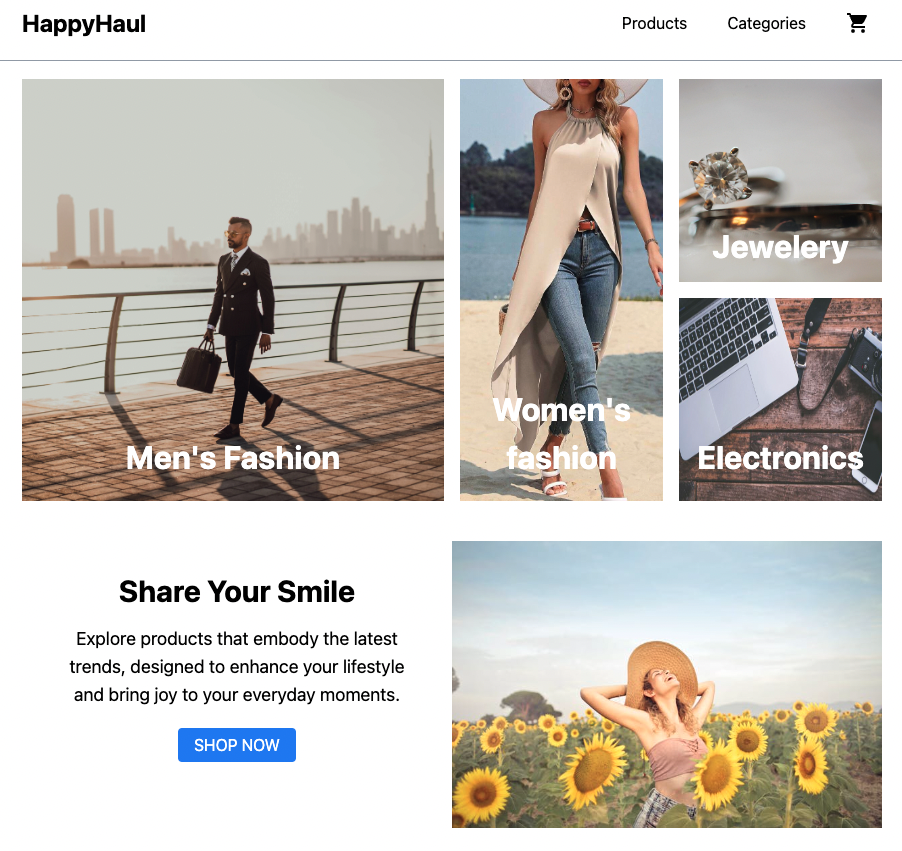 HappyHaul
Products
Categories
Jewelery
Women's
fashion
Men's Fashion
Electronics
Share Your Smile
Explore products that embody the latest
trends, designed to enhance your lifestyle
and bring joy to your everyday moments.
SHOP NOW